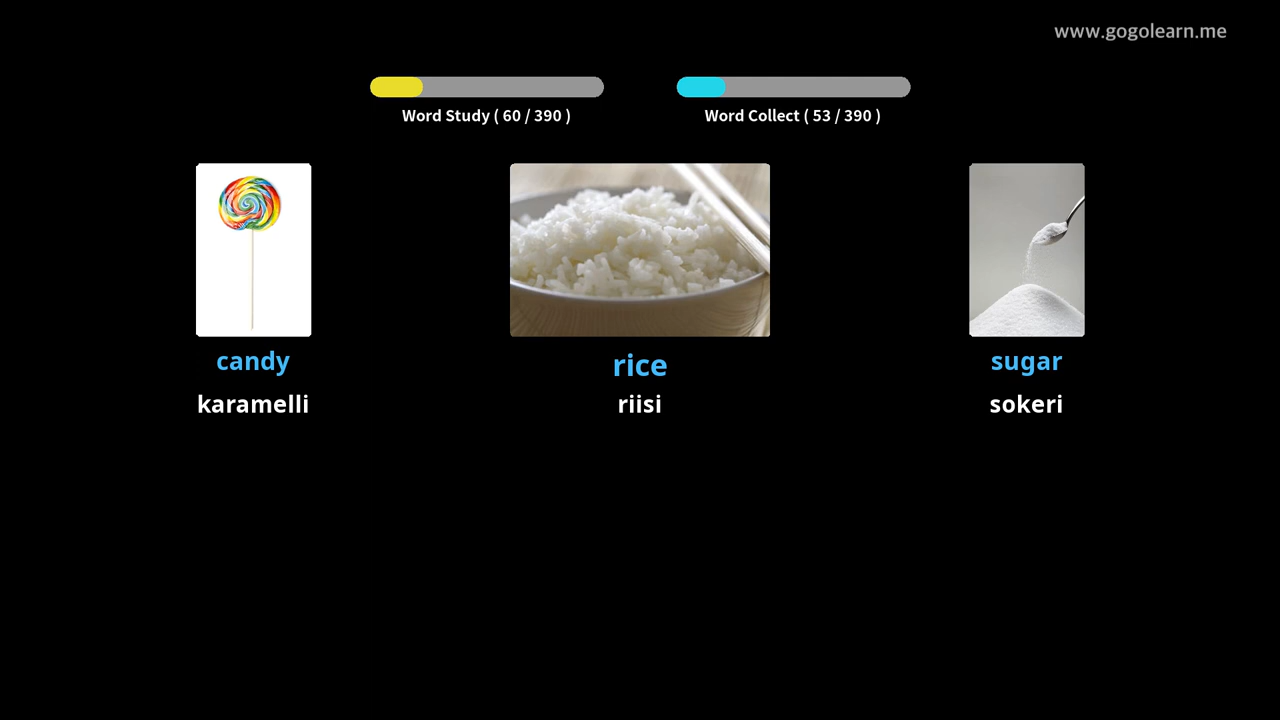 www.gogolearn.me
Word Study ( 60 / 390 )
Word Collect ( 53 / 390 )
candy
rice
sugar
karamelli
riisi
sokeri